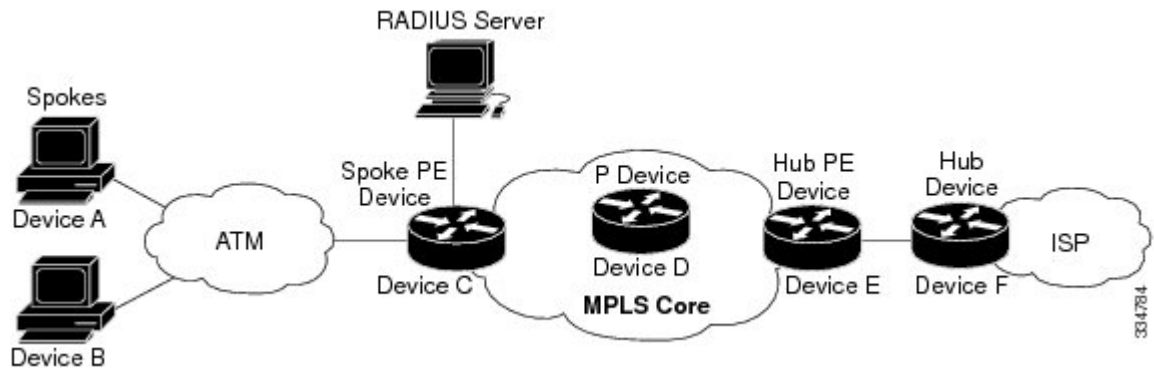 RADIUS Server
Spokes
Device A
Device B
ATM
Spoke PE
Device
Device C
P Device
Device D
MPLS Core
Hub PE
Device
Device E
Hub
Device
Device F
ISP
334784